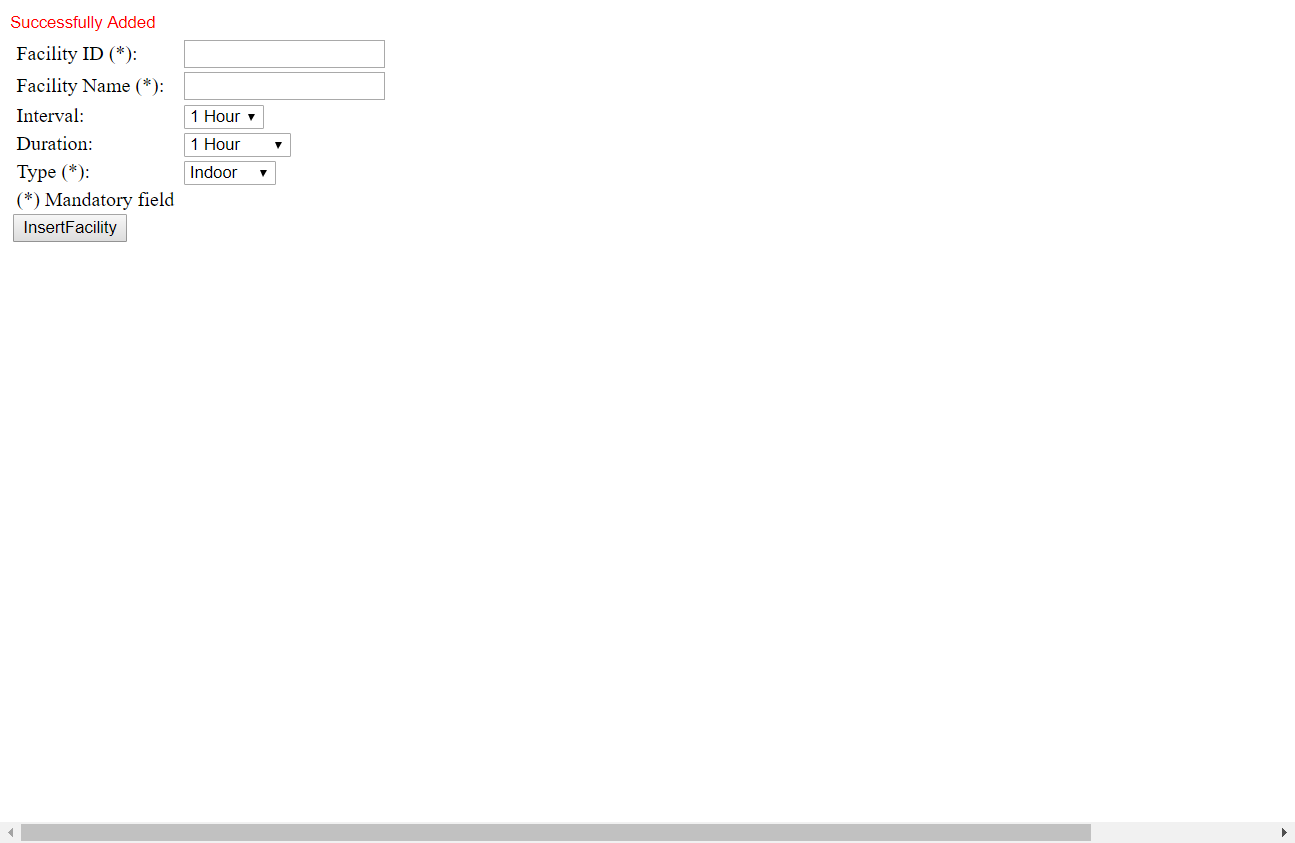 Successfully Added
Facility ID (*):
Facility Name (*):
Interval: 1 Hour
Duration: 1 Hour
Type (*): Indoor
(*) Mandatory field
InsertFacility